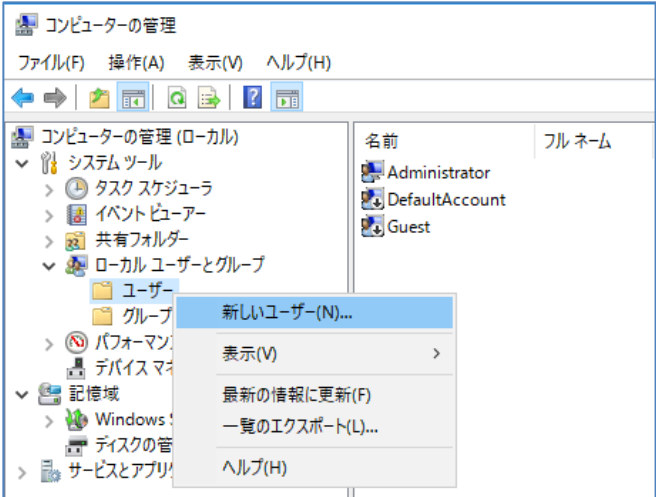 コンピューターの管理
ファイル(F) 操作(A) 表示(V) ヘルプ(H)
コンピューターの管理 (ローカル)
システム ツール
タスク スケジューラ
イベント ビューアー
共有フォルダー
ローカル ユーザーとグループ
ユーザー
グループ
パフォーマン
デバイス マネ
記憶域
Windows S
ディスクの管
サービスとアプリ
名前 フル ネーム
Administrator
DefaultAccount
Guest
新しいユーザー(N)...
表示(V)
最新の情報に更新(F)
一覧のエクスポート(L)...
ヘルプ(H)